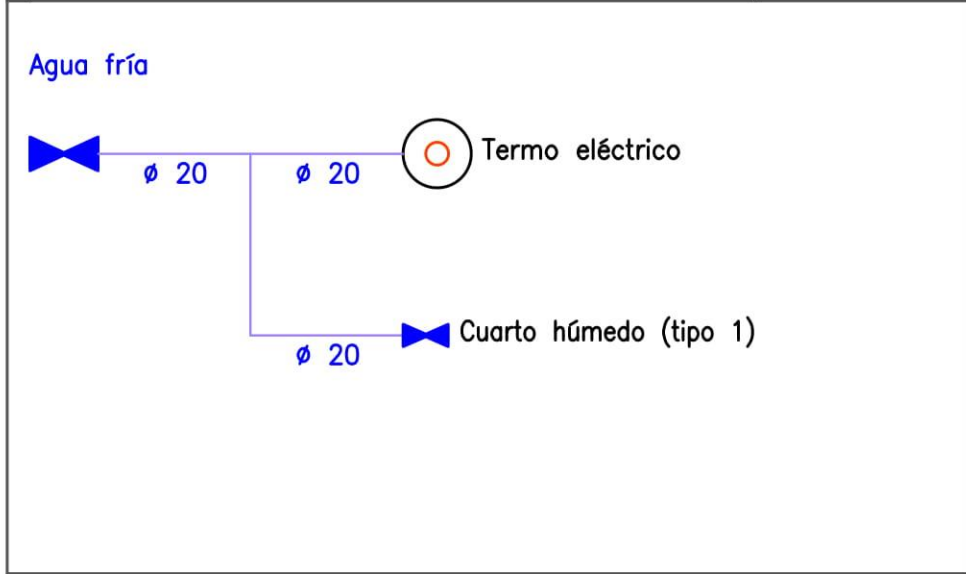 Agua fría
Termo eléctrico
ø 20
ø 20
Cuarto húmedo (tipo 1)
ø 20